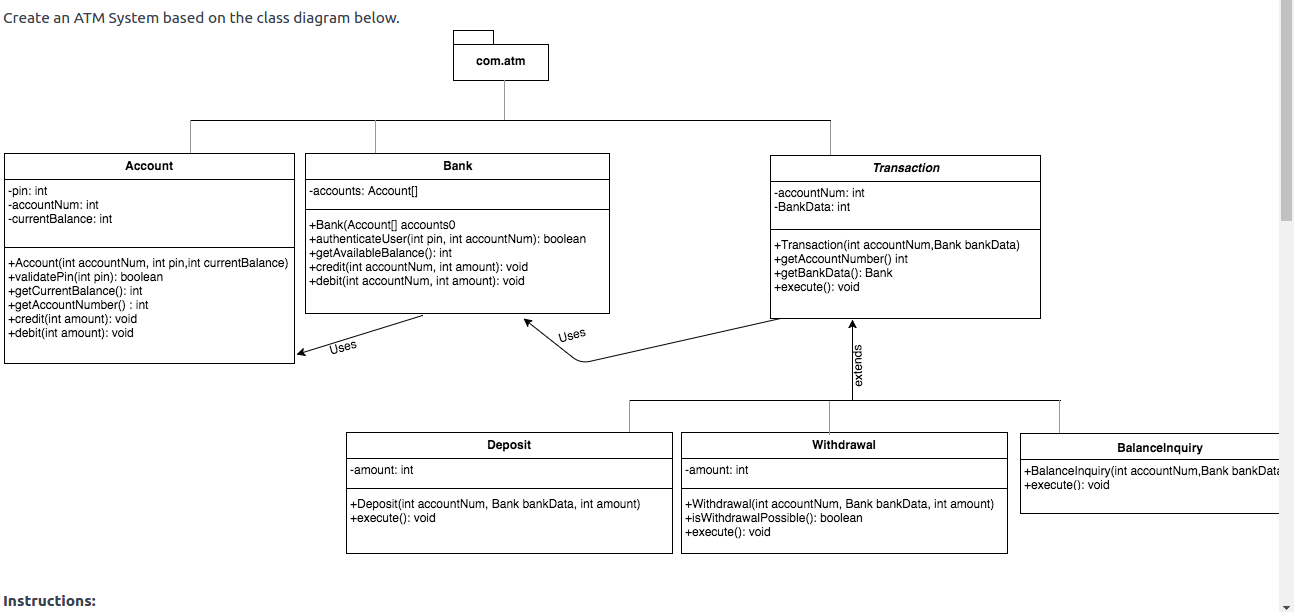 Create an ATM System based on the class diagram below.
com.atm
Account
-pin: int
-accountNum: int
-currentBalance: int
+Account(int accountNum, int pin,int currentBalance)
+validatePin(int pin): boolean
+getCurrentBalance(): int
+getAccountNumber() : int
+credit(int amount): void
+debit(int amount): void
Bank
-accounts: Account[]
+Bank(Account[] accounts0
+authenticateUser(int pin, int accountNum): boolean
+getAvailableBalance(): int
+credit(int accountNum, int amount): void
+debit(int accountNum, int amount): void
Transaction
-accountNum: int
-BankData: int
+Transaction(int accountNum,Bank bankData)
+getAccountNumber() int
+getBankData(): Bank
+execute(): void
Uses
Uses
extends
Deposit
-amount: int
+Deposit(int accountNum, Bank bankData, int amount)
+execute(): void
Withdrawal
-amount: int
+Withdrawal(int accountNum, Bank bankData, int amount)
+isWithdrawalPossible(): boolean
+execute(): void
BalanceInquiry
+BalanceInquiry(int accountNum,Bank bankData
+execute(): void
Instructions: